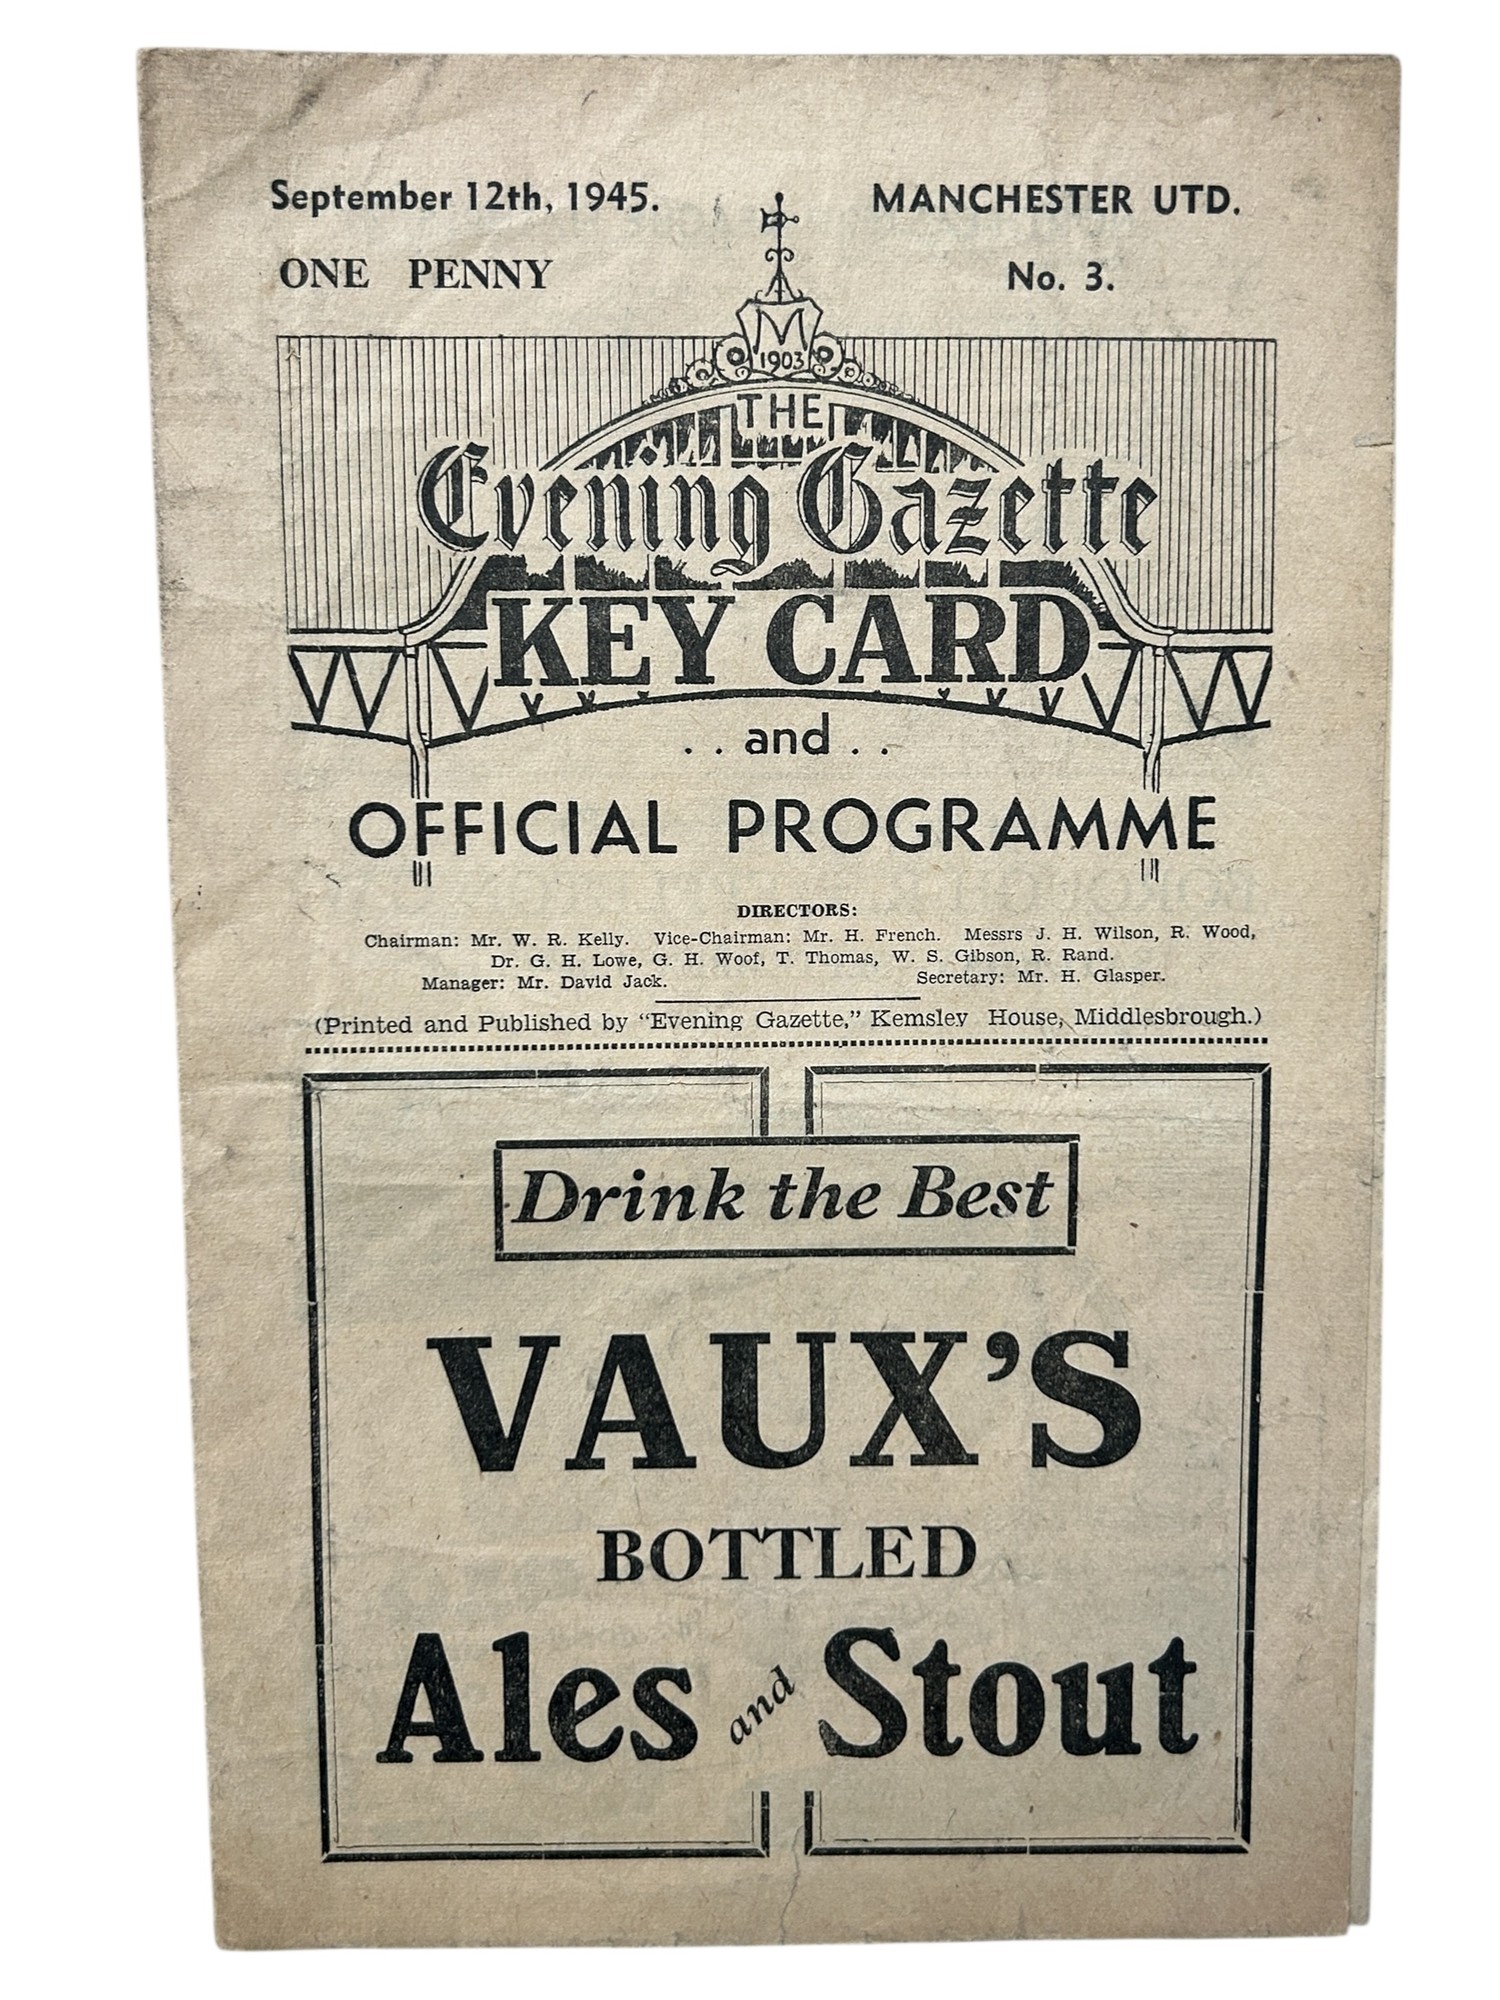 September 12th, 1945. MANCHESTER UTD.
ONE PENNY No. 3.
M
1903
THE
Evening Gazette
KEY CARD
. . and . .
OFFICIAL PROGRAMME
DIRECTORS:
Chairman: Mr. W. R. Kelly. Vice-Chairman: Mr. H. French. Messrs J. H. Wilson, R. Wood,
Dr. G. H. Lowe, G. H. Woof, T. Thomas, W. S. Gibson, R. Rand.
Manager: Mr. David Jack. Secretary: Mr. H. Glasper.
(Printed and Published by “Evening Gazette,” Kemsley House, Middlesbrough.)
Drink the Best
VAUX’S
BOTTLED
Ales and Stout